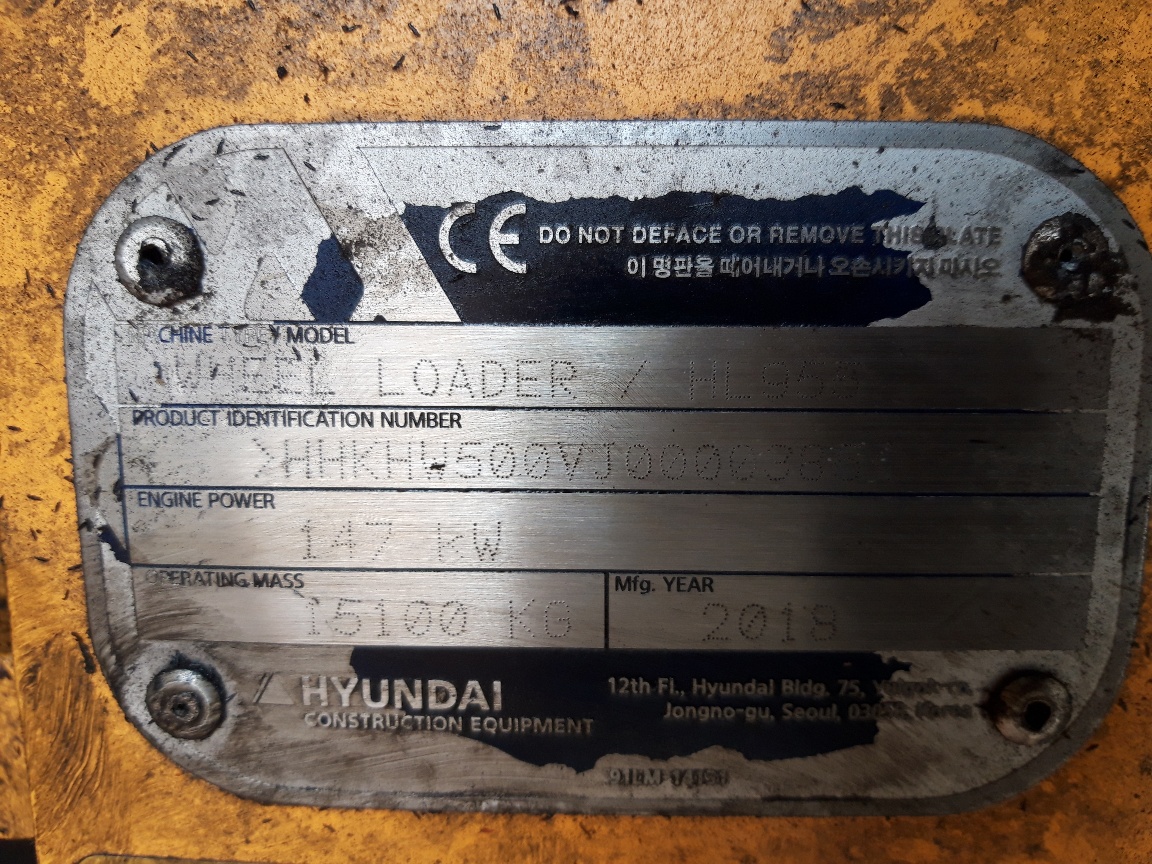 CE DO NOT DEFACE OR REMOVE THIS PLATE
이 명판을 떼어내거나 오손시키지 마시오
MODEL
WHEEL LOADER / HL955
PRODUCT IDENTIFICATION NUMBER
ENGINE POWER
147 kW
OPERATING MASS
15100 KG
Mfg. YEAR
2018
HYUNDAI
CONSTRUCTION EQUIPMENT
12th Fl., Hyundai Bldg. 75,
Jongno-gu, Seoul,